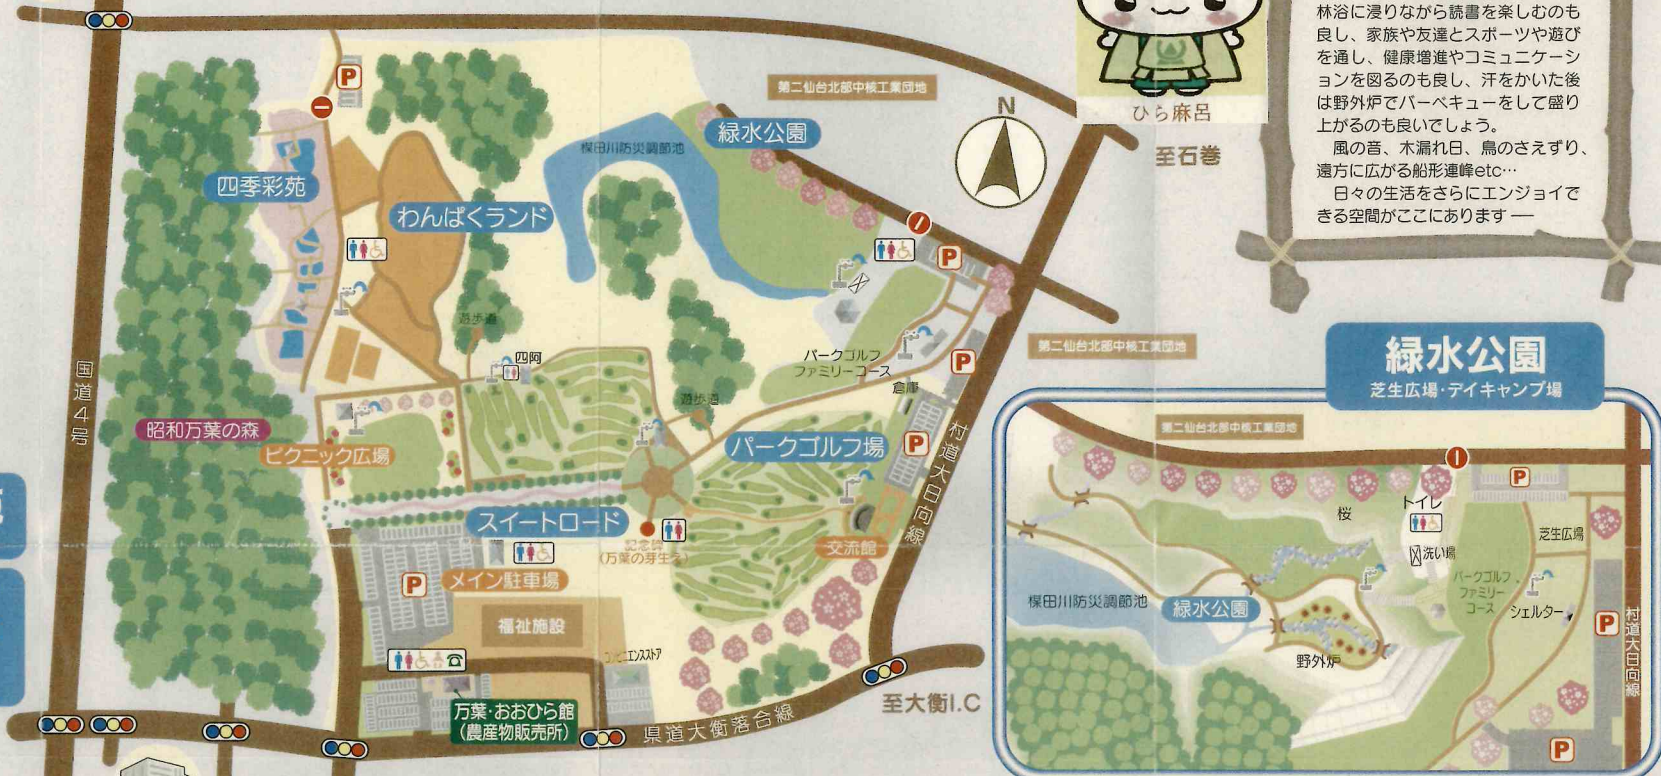 林浴に浸りながら読書を楽しむのも
良し、家族や友達とスポーツや遊び
を通し、健康増進やコミュニケーシ
ョンを図るのも良し、汗をかいた後
は野外炉でバーベキューをして盛り
上がるのも良いでしょう。
風の音、木漏れ日、鳥のさえずり、
遠方に広がる船形連峰etc…
日々の生活をさらにエンジョイで
きる空間がここにあります──
ひら麻呂
P
第二仙台北部中核工業団地
緑水公園
N
至石巻
楳田川防災調節池
四季彩苑
わんぱくランド
P
遊歩道
四阿
パークゴルフ
ファミリーコース
倉庫
P
第二仙台北部中核工業団地
国道4号
昭和万葉の森
ピクニック広場
遊歩道
パークゴルフ場
P
村道大日向線
スイートロード
記念碑
(万葉の芽生え)
交流館
P
メイン駐車場
福祉施設
コンビニエンスストア
万葉・おおひら館
(農産物販売所)
県道大衡落合線
至大衡I.C
緑水公園
芝生広場・デイキャンプ場
第二仙台北部中核工業団地
P
トイレ
桜
洗い場
芝生広場
パークゴルフ
ファミリー
コース
シェルター
楳田川防災調節池
緑水公園
野外炉
P
村道大日向線
P